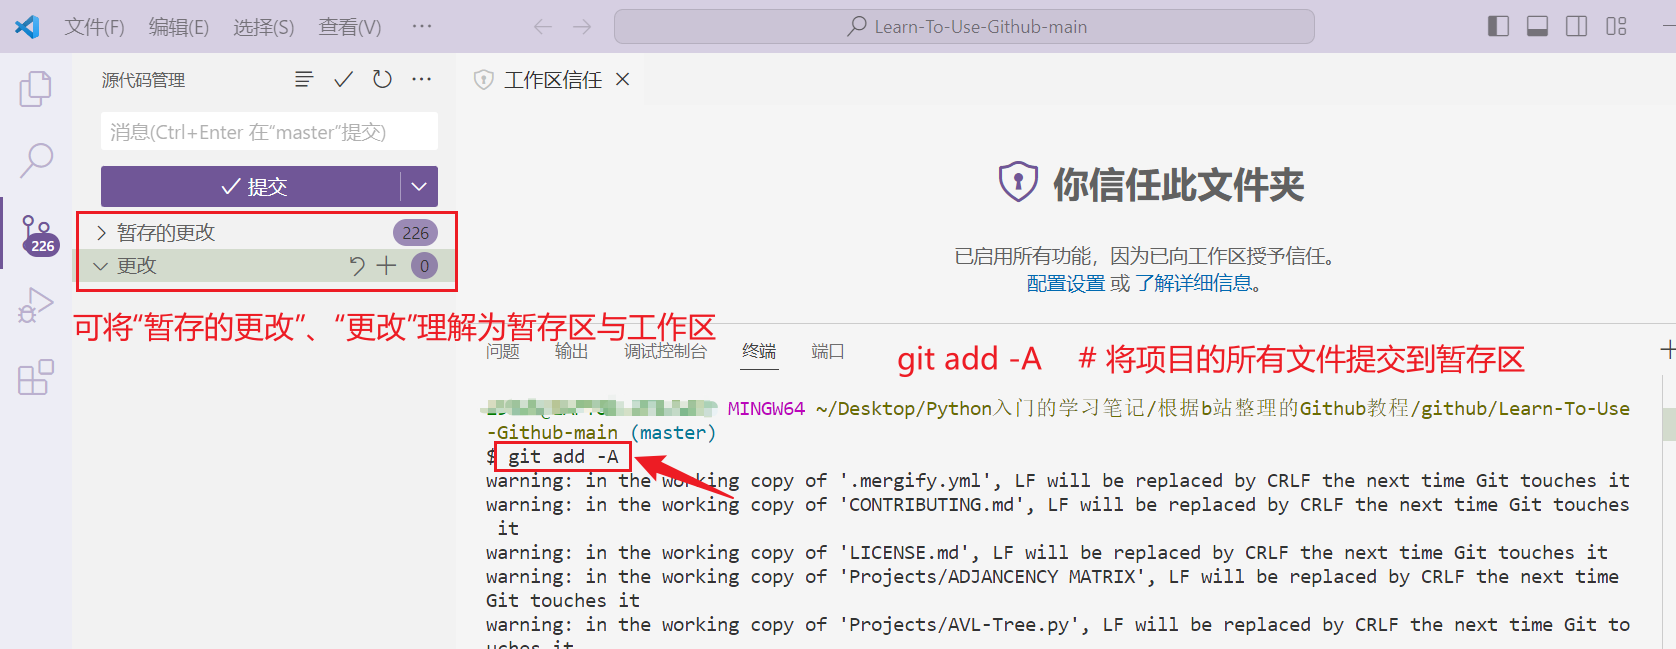 文件(F) 编辑(E) 选择(S) 查看(V) ··· Learn-To-Use-Github-main
源代码管理
工作区信任
消息(Ctrl+Enter 在“master”提交)
提交
暂存的更改 226
226
更改 0
可将“暂存的更改”、“更改”理解为暂存区与工作区
你信任此文件夹
已启用所有功能，因为已向工作区授予信任。
配置设置 或 了解详细信息。
问题 输出 调试控制台 终端 端口
git add -A # 将项目的所有文件提交到暂存区
MINGW64 ~/Desktop/Python入门的学习笔记/根据b站整理的Github教程/github/Learn-To-Use
-Github-main (master)
$ git add -A
warning: in the working copy of '.mergify.yml', LF will be replaced by CRLF the next time Git touches it
warning: in the working copy of 'CONTRIBUTING.md', LF will be replaced by CRLF the next time Git touches
it
warning: in the working copy of 'LICENSE.md', LF will be replaced by CRLF the next time Git touches it
warning: in the working copy of 'Projects/ADJANCENCY MATRIX', LF will be replaced by CRLF the next time
Git touches it
warning: in the working copy of 'Projects/AVL-Tree.py', LF will be replaced by CRLF the next time Git to
uches it